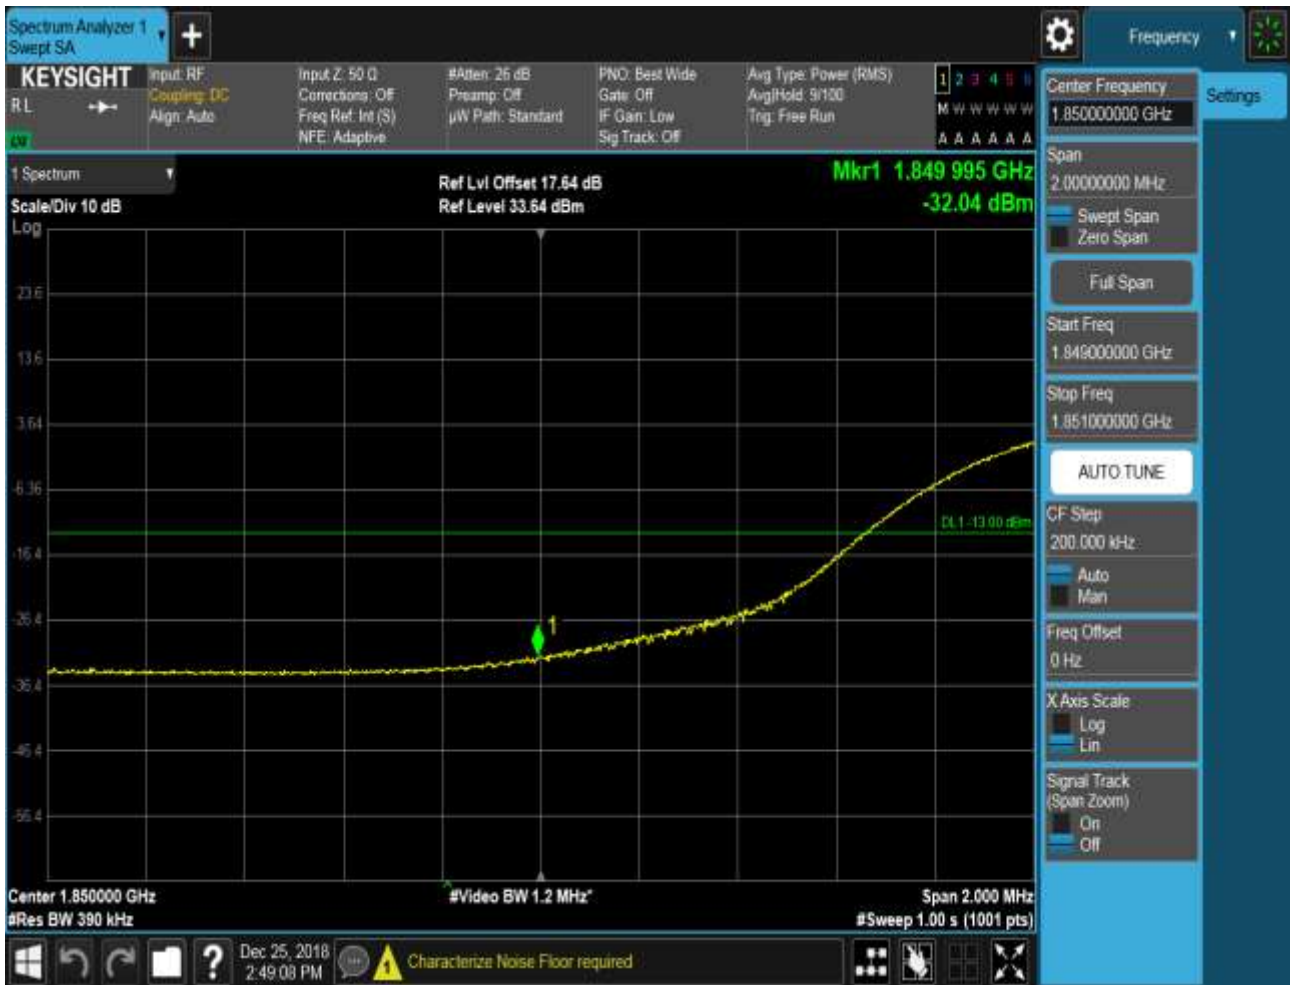 Spectrum Analyzer 1
Swept SA
Frequency
KEYSIGHT
RL
Input: RF
Coupling: DC
Align: Auto
Input Z: 50 Ω
Corrections: Off
Freq Ref: Int (S)
NFE: Adaptive
#Atten: 26 dB
Preamp: Off
µW Path: Standard
PNO: Best Wide
Gate: Off
IF Gain: Low
Sig Track: Off
Avg Type: Power (RMS)
Avg|Hold: 9/100
Trig: Free Run
1 2 3 4 5 6
M W W W W W
A A A A A A
1 Spectrum
Scale/Div 10 dB
Log
Ref Lvl Offset 17.64 dB
Ref Level 33.64 dBm
Mkr1 1.849 995 GHz
-32.04 dBm
23.6
13.6
3.64
-6.36
-16.4
-26.4
-36.4
-46.4
-56.4
DL1 -13.00 dBm
1
Center 1.850000 GHz
#Res BW 390 kHz
#Video BW 1.2 MHz*
Span 2.000 MHz
#Sweep 1.00 s (1001 pts)
Center Frequency
1.850000000 GHz
Settings
Span
2.00000000 MHz
Swept Span
Zero Span
Full Span
Start Freq
1.849000000 GHz
Stop Freq
1.851000000 GHz
AUTO TUNE
CF Step
200.000 kHz
Auto
Man
Freq Offset
0 Hz
X Axis Scale
Log
Lin
Signal Track
(Span Zoom)
On
Off
?
Dec 25, 2018
2:49:08 PM
1
Characterize Noise Floor required